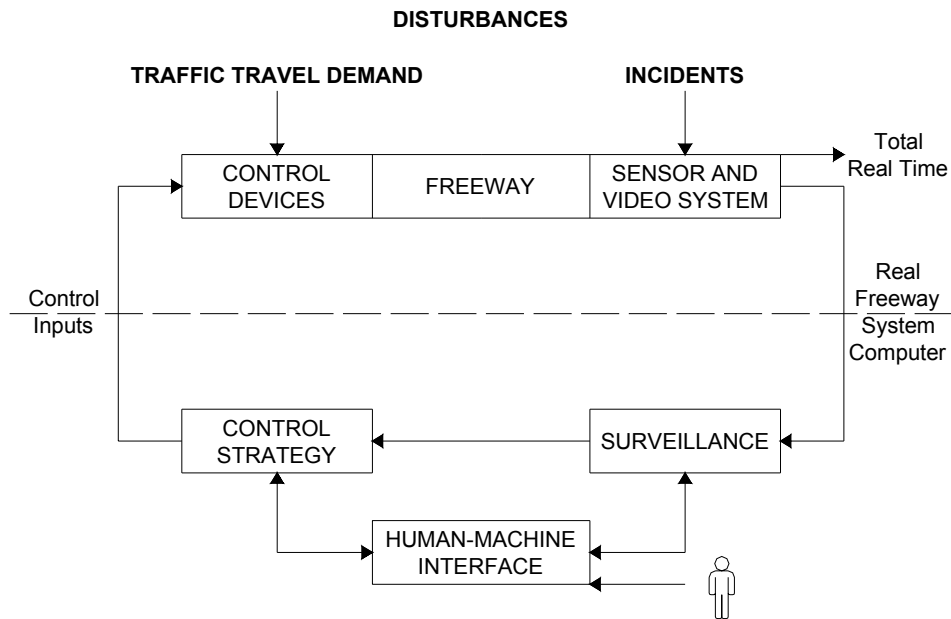 DISTURBANCES
TRAFFIC TRAVEL DEMAND
INCIDENTS
CONTROL
DEVICES
FREEWAY
SENSOR AND
VIDEO SYSTEM
Total
Real Time
Control
Inputs
Real
Freeway
System
Computer
CONTROL
STRATEGY
SURVEILLANCE
HUMAN-MACHINE
INTERFACE